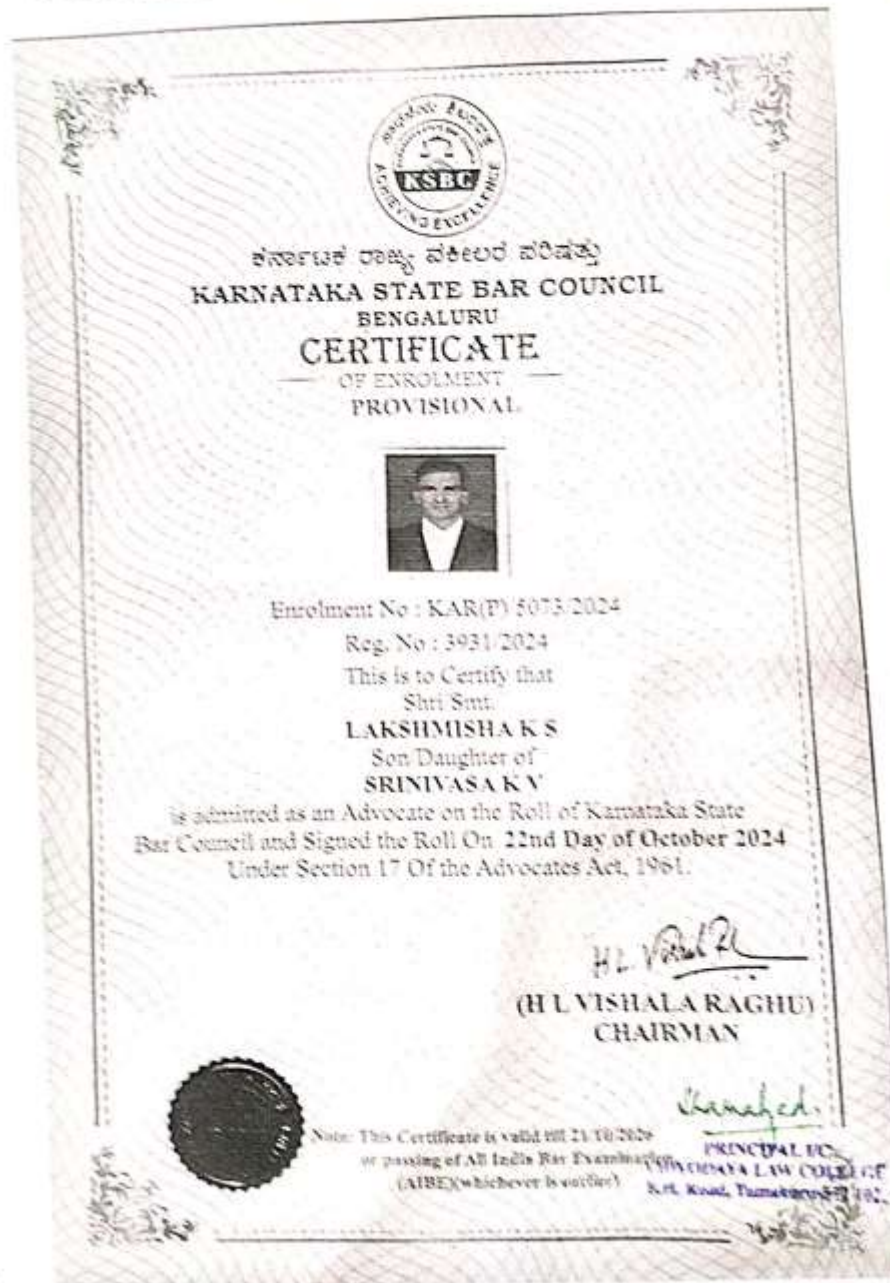 KSBC
ACHIEVING EXCELLENCE
ಕರ್ನಾಟಕ ರಾಜ್ಯ ವಕೀಲರ ಪರಿಷತ್ತು
KARNATAKA STATE BAR COUNCIL
BENGALURU
CERTIFICATE
OF ENROLMENT
PROVISIONAL
Enrolment No : KAR(P) 5073/2024
Reg. No : 3931/2024
This is to Certify that
Shri Smt.
LAKSHMISHA K S
Son/Daughter of
SRINIVASA K V
is admitted as an Advocate on the Roll of Karnataka State
Bar Council and Signed the Roll On 22nd Day of October 2024
Under Section 17 Of the Advocates Act, 1961.
(H L VISHALA RAGHU)
CHAIRMAN
Note: This Certificate is valid till
or passing of All India Bar Examination
(AIBE)(whichever is earlier)
PRINCIPAL I/C
LAW COLLEGE
Road,